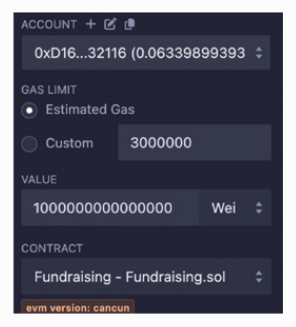 ACCOUNT +
0xD16...32116 (0.06339899393
GAS LIMIT
Estimated Gas
Custom 3000000
VALUE
1000000000000000 Wei
CONTRACT
Fundraising - Fundraising.sol
evm version: cancun